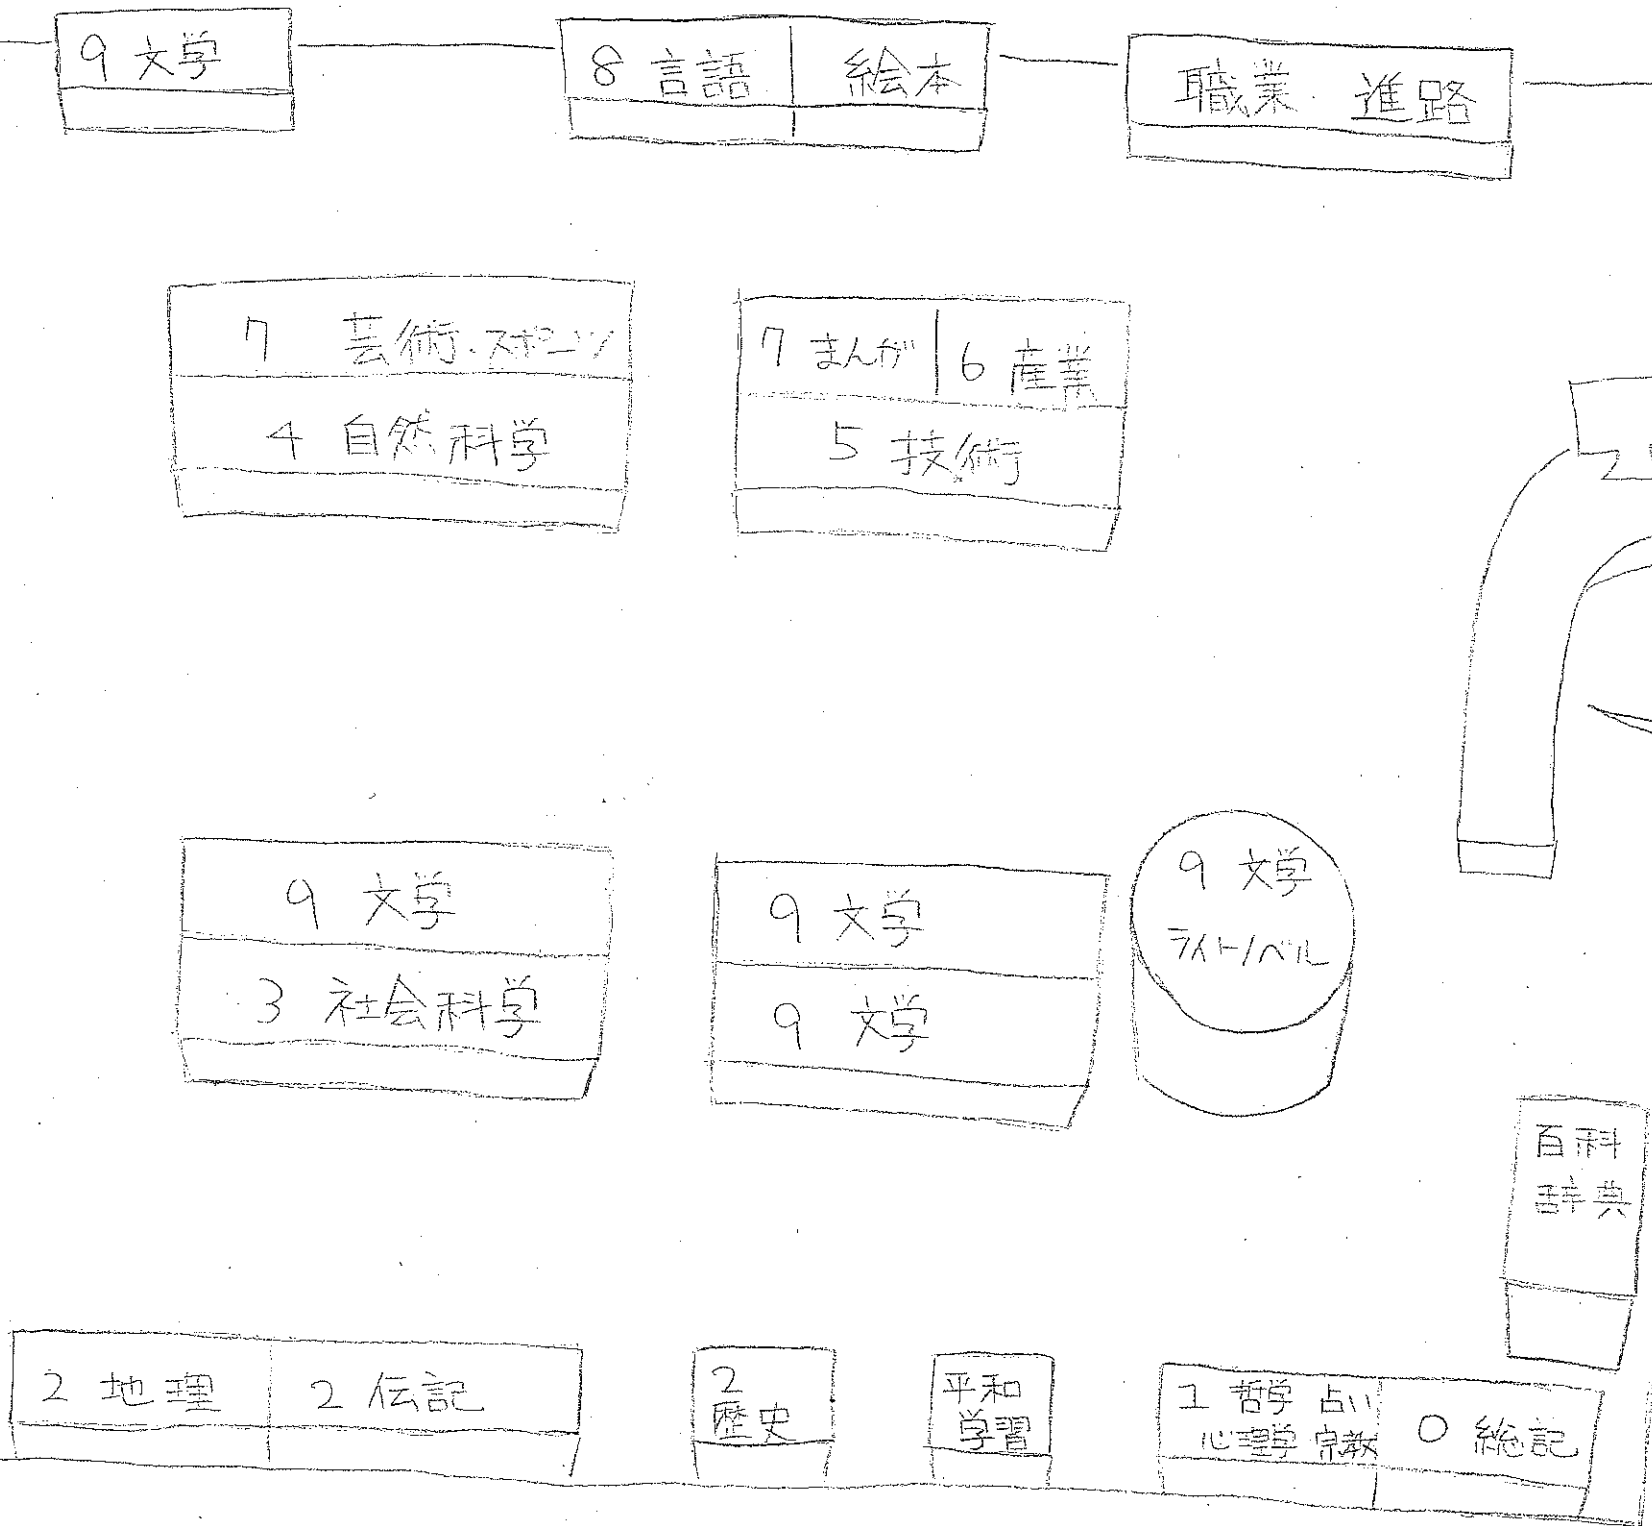 9 文学
8 言語 絵本
職業 進路
7 芸術・スポーツ
4 自然科学
7 まんが 6 産業
5 技術
9 文学
3 社会科学
9 文学
9 文学
9 文学
ライトノベル
百科
辞典
2 地理 2 伝記
2
歴史
平和
学習
1 哲学 占い
心理学 宗教
0 総記